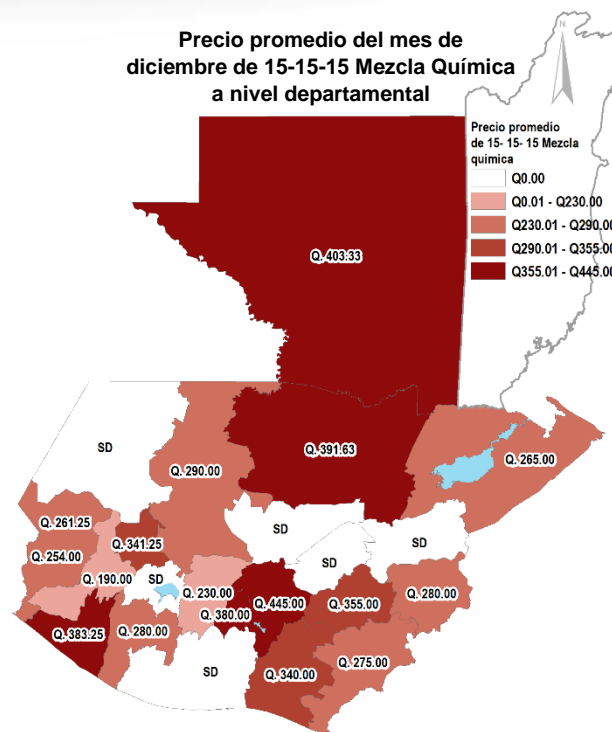 Precio promedio del mes de
diciembre de 15-15-15 Mezcla Química
a nivel departamental
N
Precio promedio
de 15- 15- 15 Mezcla
química
Q0.00
Q0.01 - Q230.00
Q230.01 - Q290.00
Q290.01 - Q355.00
Q355.01 - Q445.00
Q. 403.33
SD
Q. 290.00
Q. 391.63
Q. 265.00
Q. 261.25
Q. 341.25
SD
SD
SD
Q. 254.00
Q. 190.00
SD
Q. 230.00
Q. 445.00
Q. 355.00
Q. 280.00
Q. 380.00
Q. 383.25
Q. 280.00
SD
Q. 340.00
Q. 275.00